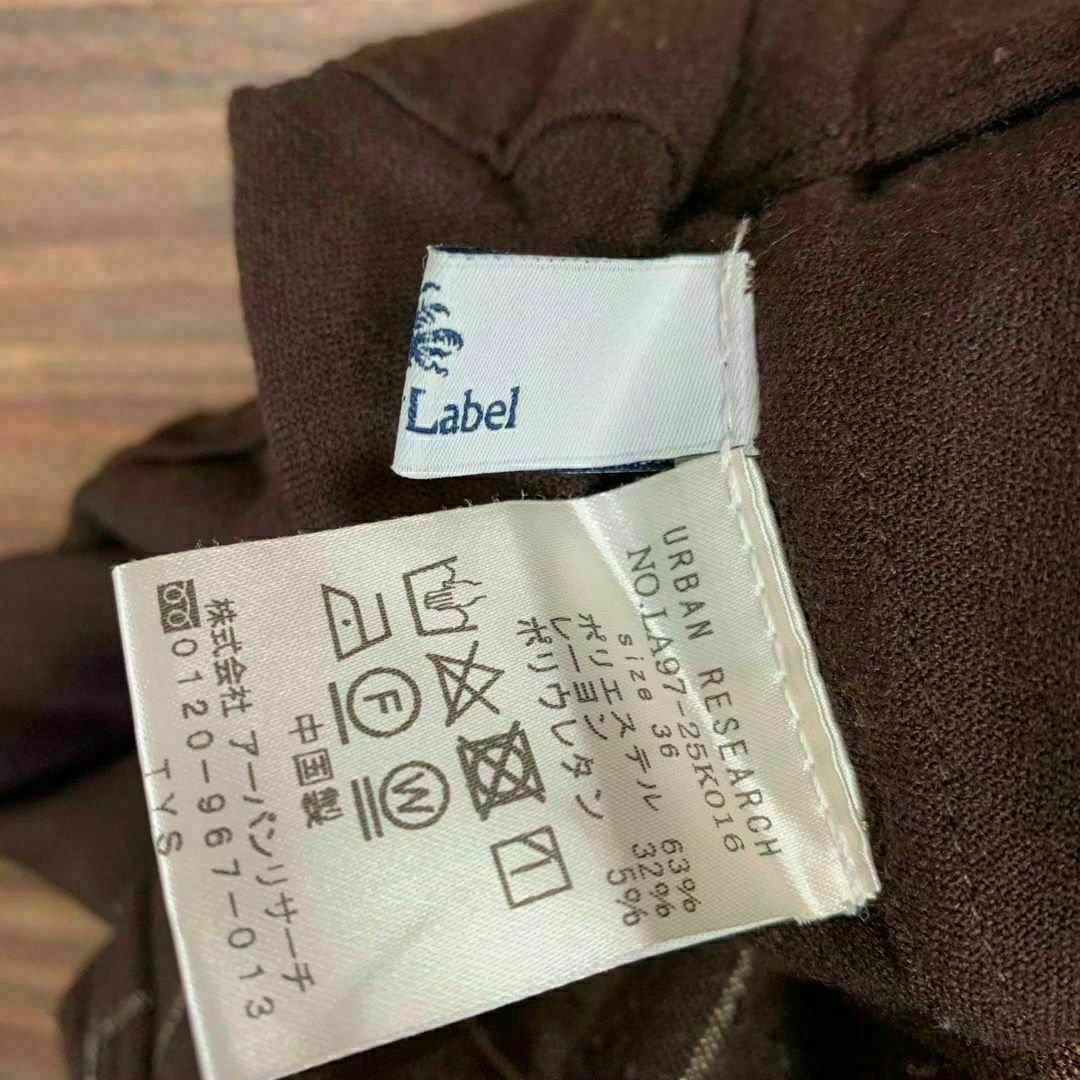 Label
URBAN RESEARCH
NO.LA97-25K016
size 36
ポリエステル 63%
レーヨン 32%
ポリウレタン 5%
F
W
中国製
株式会社 アーバンリサーチ
0120-967-013
TYS